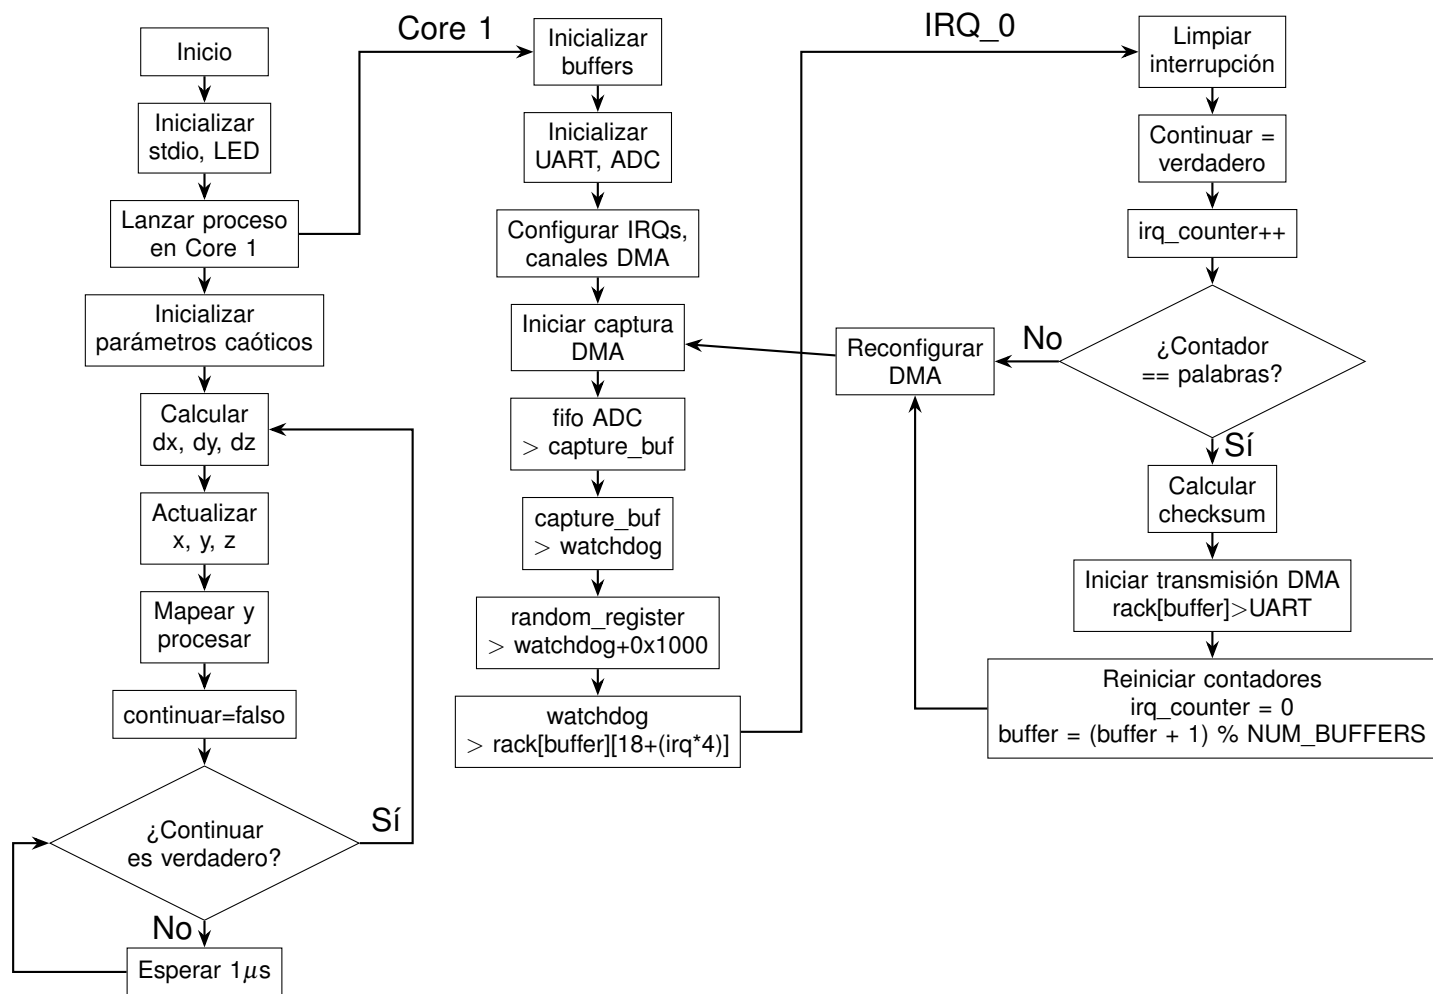 Inicio
Inicializar
stdio, LED
Lanzar proceso
en Core 1
Inicializar
parámetros caóticos
Calcular
dx, dy, dz
Actualizar
x, y, z
Mapear y
procesar
continuar=falso
¿Continuar
es verdadero?
Sí
No
Esperar 1μs
Core 1
Inicializar
buffers
Inicializar
UART, ADC
Configurar IRQs,
canales DMA
Iniciar captura
DMA
fifo ADC
> capture_buf
capture_buf
> watchdog
random_register
> watchdog+0x1000
watchdog
> rack[buffer][18+(irq*4)]
IRQ_0
Limpiar
interrupción
Continuar =
verdadero
irq_counter++
¿Contador
== palabras?
No
Reconfigurar
DMA
Sí
Calcular
checksum
Iniciar transmisión DMA
rack[buffer]>UART
Reiniciar contadores
irq_counter = 0
buffer = (buffer + 1) % NUM_BUFFERS